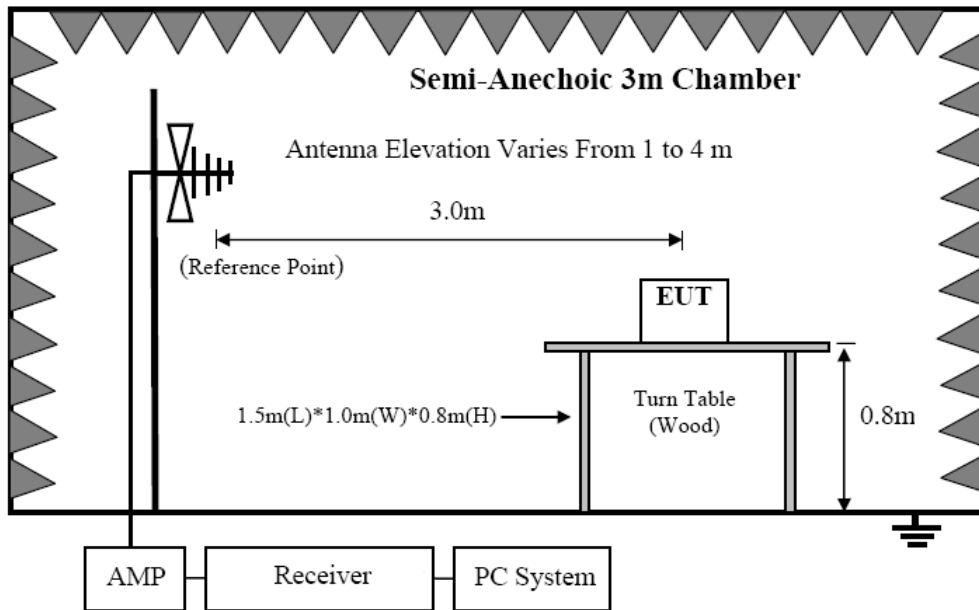 Semi-Anechoic 3m Chamber
Antenna Elevation Varies From 1 to 4 m
3.0m
(Reference Point)
EUT
1.5m(L)*1.0m(W)*0.8m(H)
Turn Table
(Wood)
0.8m
AMP
Receiver
PC System